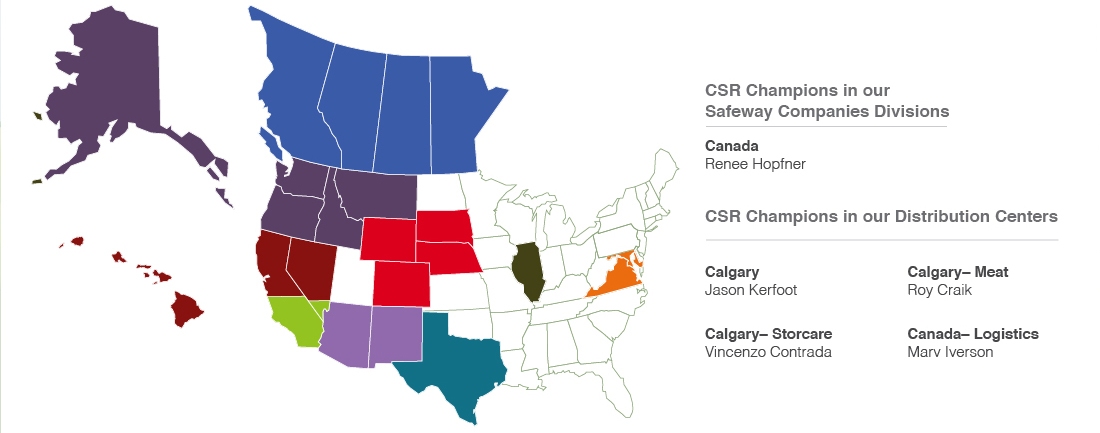 CSR Champions in our
Safeway Companies Divisions
Canada
Renee Hopfner
CSR Champions in our Distribution Centers
Calgary
Jason Kerfoot
Calgary– Meat
Roy Craik
Calgary– Storcare
Vincenzo Contrada
Canada– Logistics
Marv Iverson